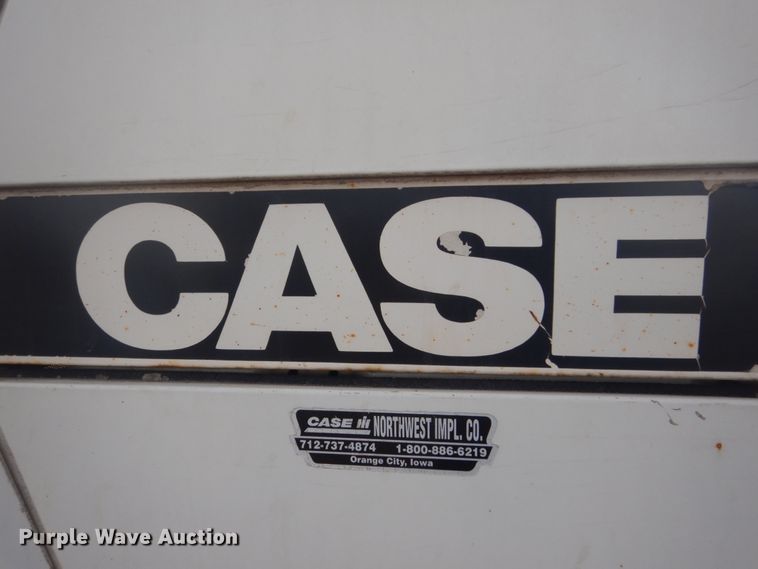 CASE
CASE IH NORTHWEST IMPL. CO.
712-737-4874 1-800-886-6219
Orange City, Iowa
Purple Wave Auction